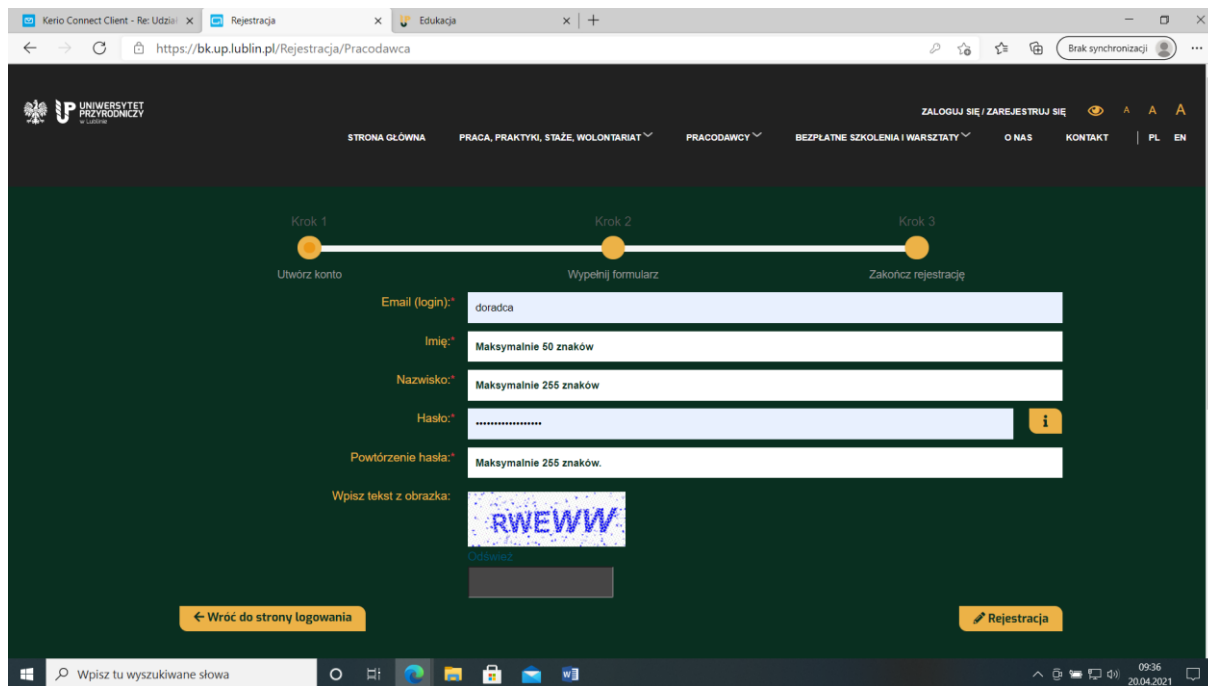 Kerio Connect Client - Re: Udział
Rejestracja
Edukacja
https://bk.up.lublin.pl/Rejestracja/Pracodawca
Brak synchronizacji
UP UNIWERSYTET
PRZYRODNICZY
w Lublinie
ZALOGUJ SIĘ / ZAREJESTRUJ SIĘ A A A
STRONA GŁÓWNA PRACA, PRAKTYKI, STAŻE, WOLONTARIAT PRACODAWCY BEZPŁATNE SZKOLENIA I WARSZTATY O NAS KONTAKT | PL EN
Krok 1 Krok 2 Krok 3
Utwórz konto Wypełnij formularz Zakończ rejestrację
Email (login):* doradca
Imię:* Maksymalnie 50 znaków
Nazwisko:* Maksymalnie 255 znaków
Hasło:* •••••••••••••••••• i
Powtórzenie hasła:* Maksymalnie 255 znaków.
Wpisz tekst z obrazka:
RWEWW
Odśwież
← Wróć do strony logowania Rejestracja
Wpisz tu wyszukiwane słowa
09:36
20.04.2021